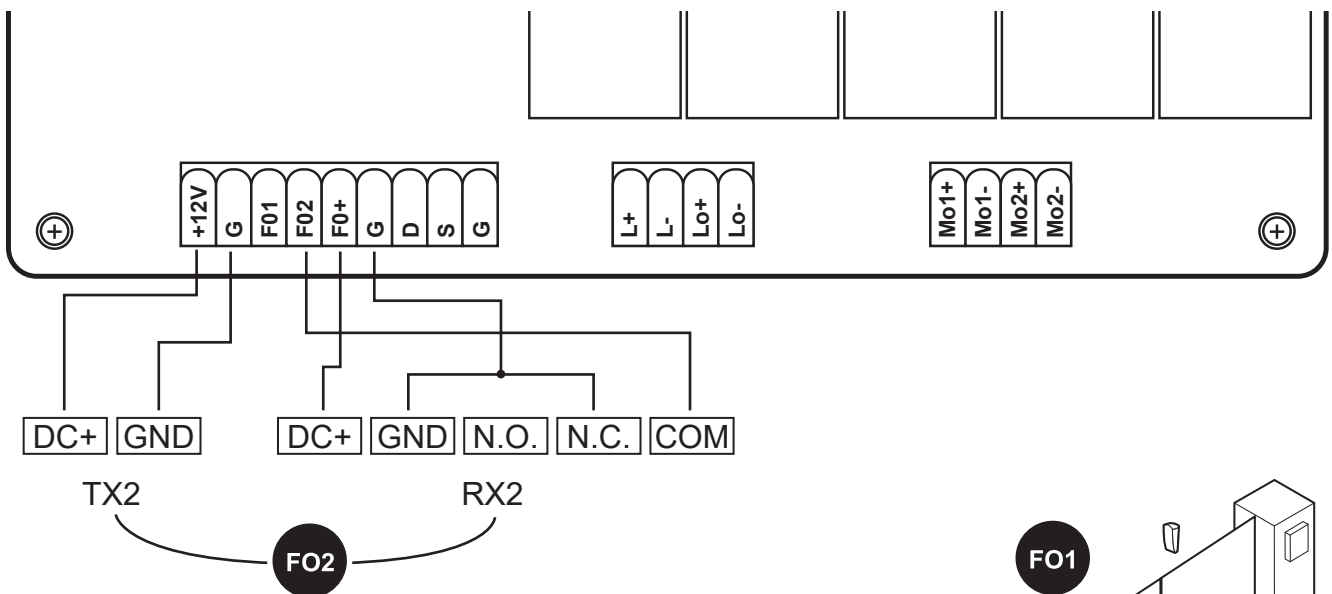 +12V G F01 F02 F0+ G D S G
L+ L- Lo+ Lo-
Mo1+ Mo1- Mo2+ Mo2-
DC+ GND DC+ GND N.O. N.C. COM
TX2 RX2
FO2
FO1